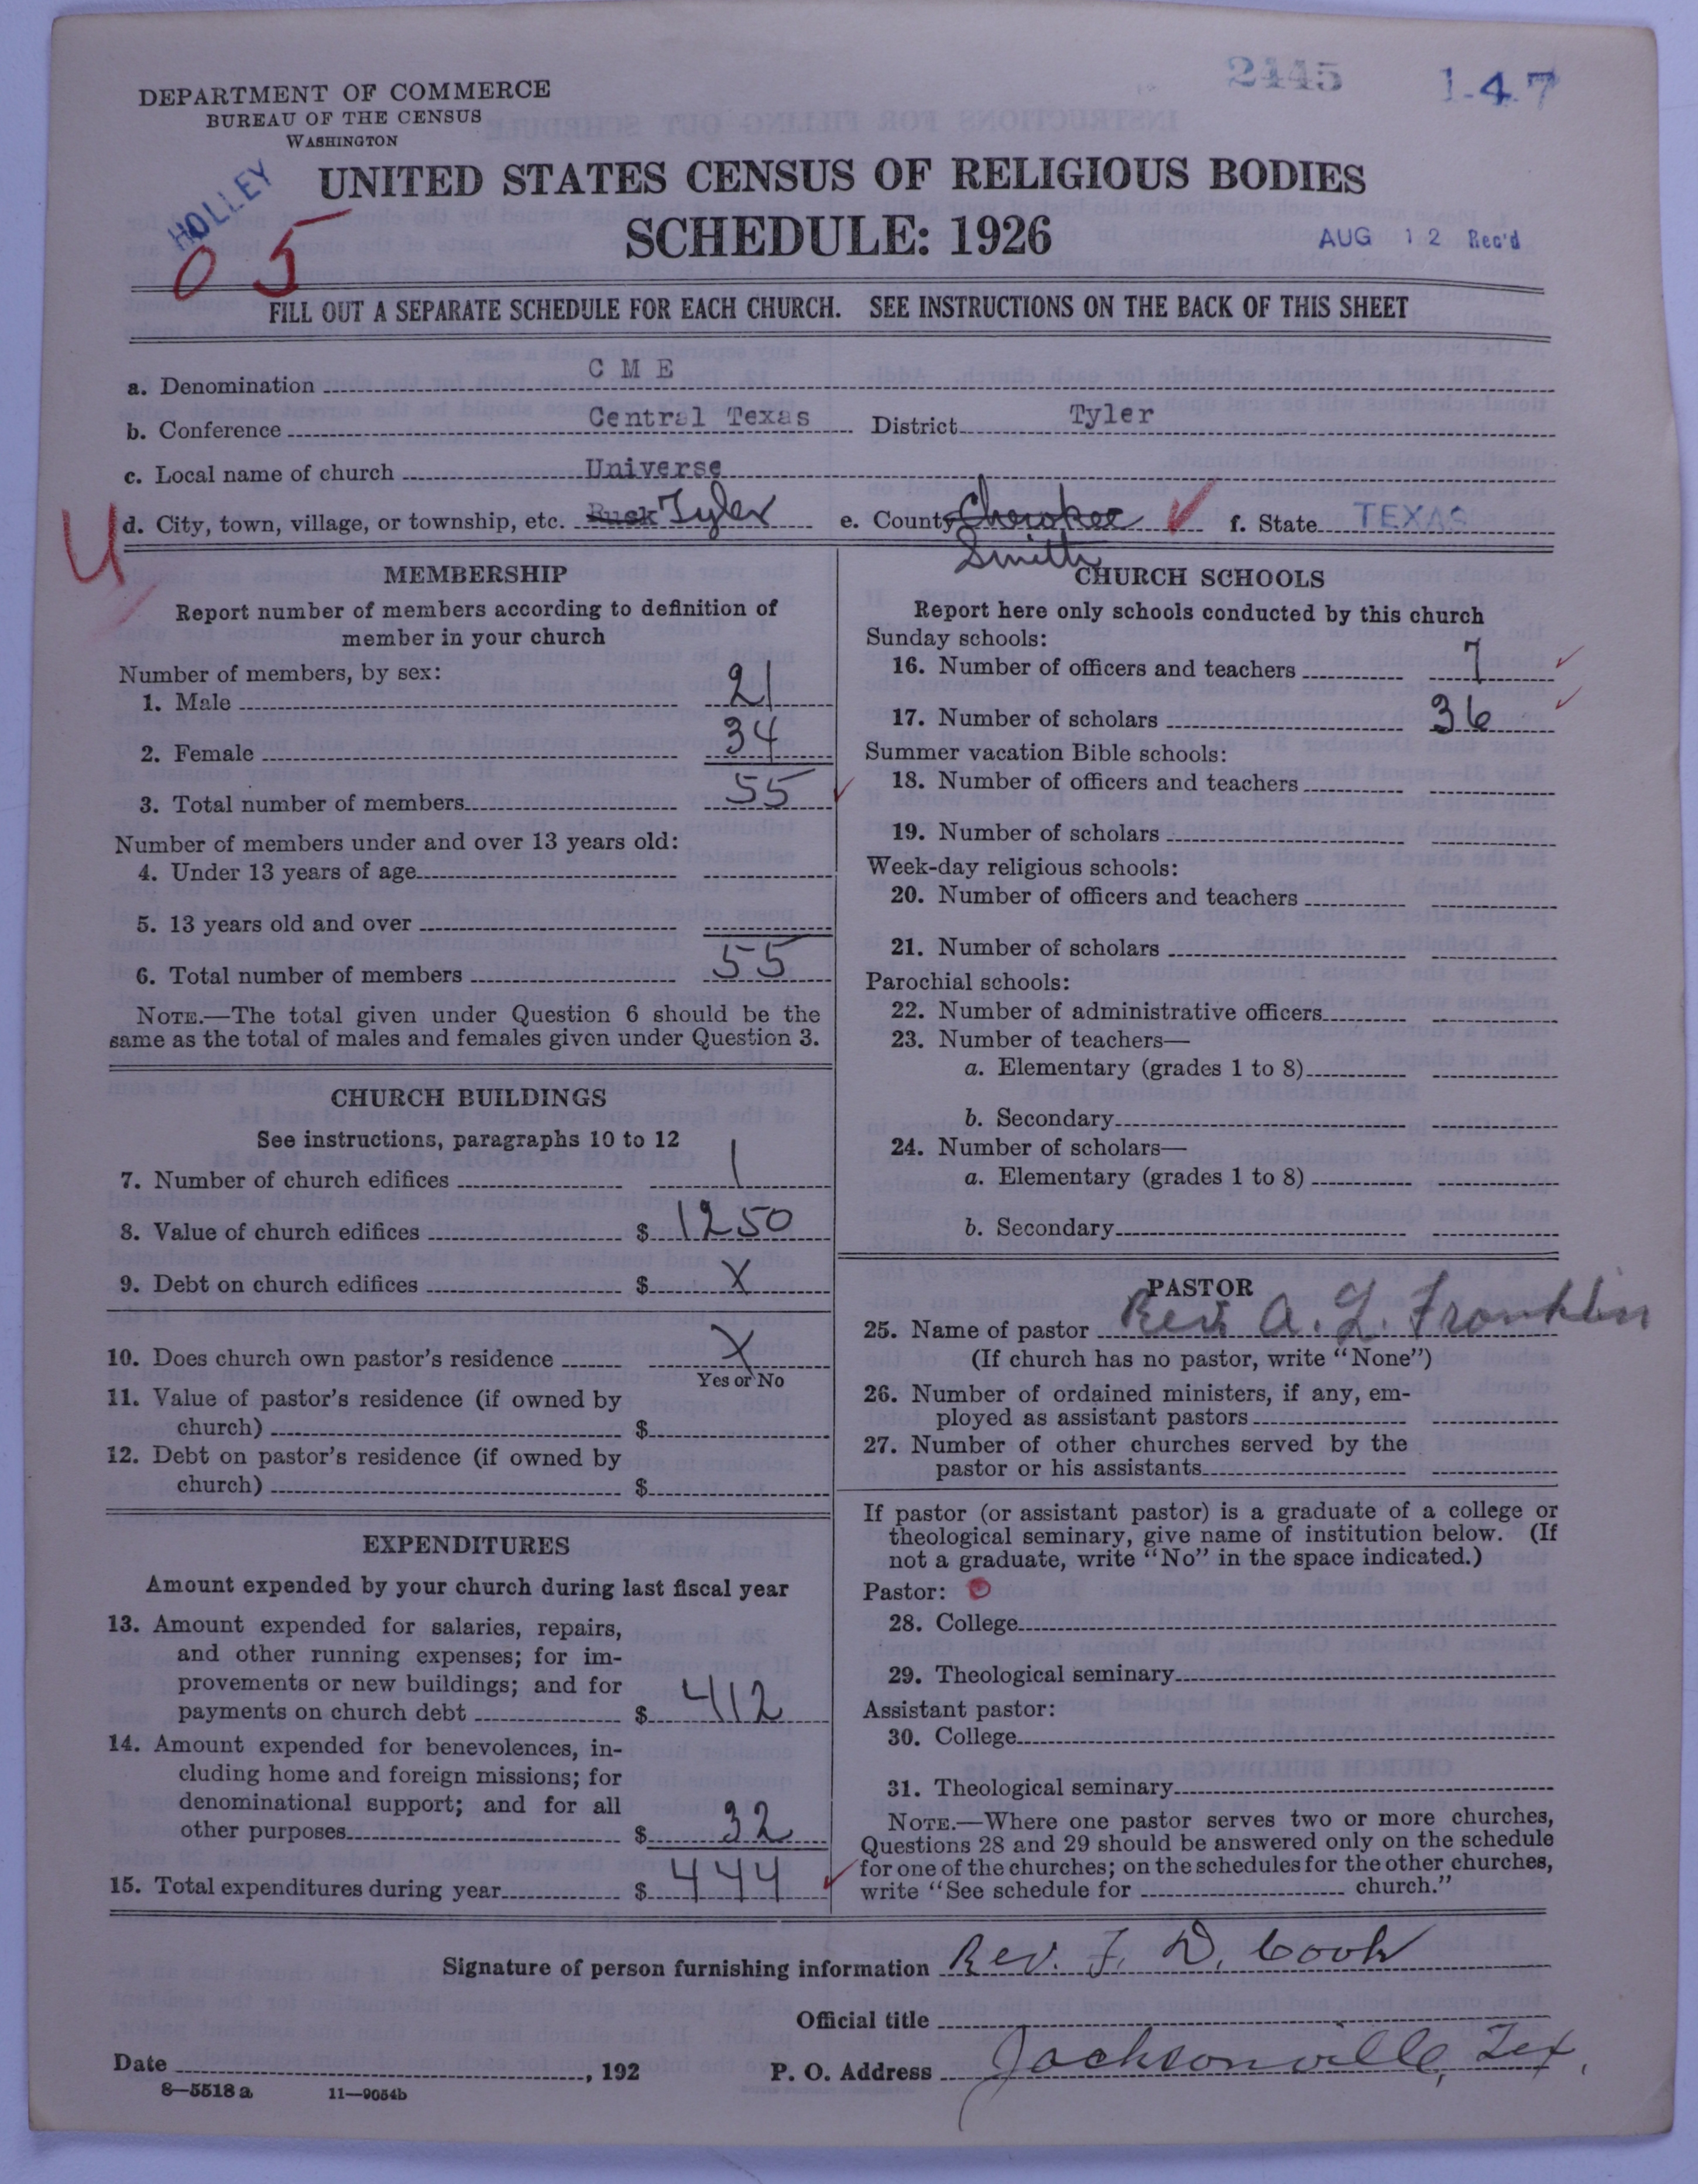 2445
1-47
DEPARTMENT OF COMMERCE
BUREAU OF THE CENSUS
WASHINGTON
HOLLEY
05
UNITED STATES CENSUS OF RELIGIOUS BODIES
SCHEDULE: 1926
AUG 12 Rec'd
FILL OUT A SEPARATE SCHEDULE FOR EACH CHURCH. SEE INSTRUCTIONS ON THE BACK OF THIS SHEET
a. Denomination C M E
b. Conference Central Texas District Tyler
c. Local name of church Universe
U
d. City, town, village, or township, etc. Rusk Tyler e. County Cherokee f. State TEXAS
Smith
MEMBERSHIP
Report number of members according to definition of
member in your church
Number of members, by sex:
1. Male 21
2. Female 34
3. Total number of members 55
Number of members under and over 13 years old:
4. Under 13 years of age
5. 13 years old and over
6. Total number of members 55
NOTE.—The total given under Question 6 should be the
same as the total of males and females given under Question 3.
CHURCH BUILDINGS
See instructions, paragraphs 10 to 12
7. Number of church edifices 1
8. Value of church edifices $ 1250
9. Debt on church edifices $ X
10. Does church own pastor's residence X
Yes or No
11. Value of pastor's residence (if owned by
church) $
12. Debt on pastor's residence (if owned by
church) $
EXPENDITURES
Amount expended by your church during last fiscal year
13. Amount expended for salaries, repairs,
and other running expenses; for im-
provements or new buildings; and for
payments on church debt $ 412
14. Amount expended for benevolences, in-
cluding home and foreign missions; for
denominational support; and for all
other purposes $ 32
15. Total expenditures during year $ 444
CHURCH SCHOOLS
Report here only schools conducted by this church
Sunday schools:
16. Number of officers and teachers 7
17. Number of scholars 36
Summer vacation Bible schools:
18. Number of officers and teachers
19. Number of scholars
Week-day religious schools:
20. Number of officers and teachers
21. Number of scholars
Parochial schools:
22. Number of administrative officers
23. Number of teachers—
a. Elementary (grades 1 to 8)
b. Secondary
24. Number of scholars—
a. Elementary (grades 1 to 8)
b. Secondary
PASTOR
25. Name of pastor Rev. A. L. Franklin
(If church has no pastor, write "None")
26. Number of ordained ministers, if any, em-
ployed as assistant pastors
27. Number of other churches served by the
pastor or his assistants
If pastor (or assistant pastor) is a graduate of a college or
theological seminary, give name of institution below. (If
not a graduate, write "No" in the space indicated.)
Pastor: 0
28. College
29. Theological seminary
Assistant pastor:
30. College
31. Theological seminary
NOTE.—Where one pastor serves two or more churches,
Questions 28 and 29 should be answered only on the schedule
for one of the churches; on the schedules for the other churches,
write "See schedule for church."
Signature of person furnishing information Rev. J. D. Cook
Official title
Date , 192 P. O. Address Jacksonville, Tex.
8—5518 a 11—9054b